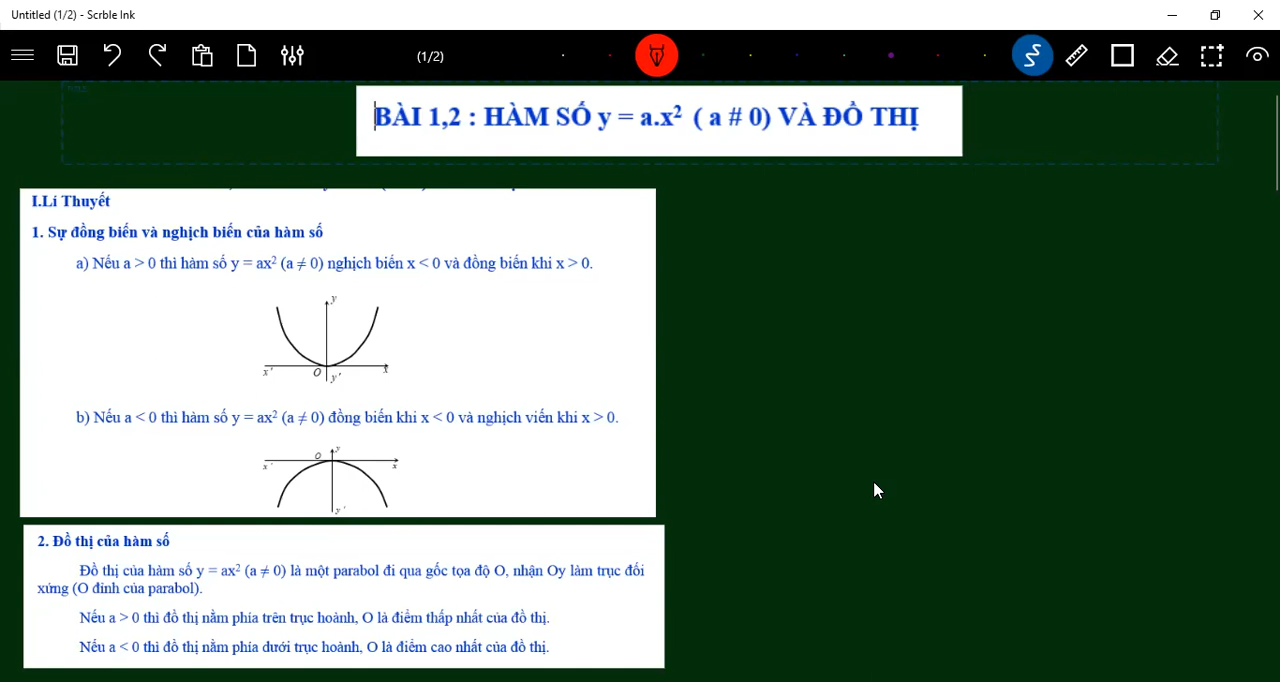 Untitled (1/2) - Scrble Ink
(1/2)
BÀI 1,2 : HÀM SỐ y = a.x² ( a # 0) VÀ ĐỒ THỊ
I.Lí Thuyết
1. Sự đồng biến và nghịch biến của hàm số
a) Nếu a > 0 thì hàm số y = ax² (a ≠ 0) nghịch biến x < 0 và đồng biến khi x > 0.
y
x' O y' x
b) Nếu a < 0 thì hàm số y = ax² (a ≠ 0) đồng biến khi x < 0 và nghịch viến khi x > 0.
O y
x' x
y'
2. Đồ thị của hàm số
Đồ thị của hàm số y = ax² (a ≠ 0) là một parabol đi qua gốc tọa độ O, nhận Oy làm trục đối
xứng (O đỉnh của parabol).
Nếu a > 0 thì đồ thị nằm phía trên trục hoành, O là điểm thấp nhất của đồ thị.
Nếu a < 0 thì đồ thị nằm phía dưới trục hoành, O là điểm cao nhất của đồ thị.